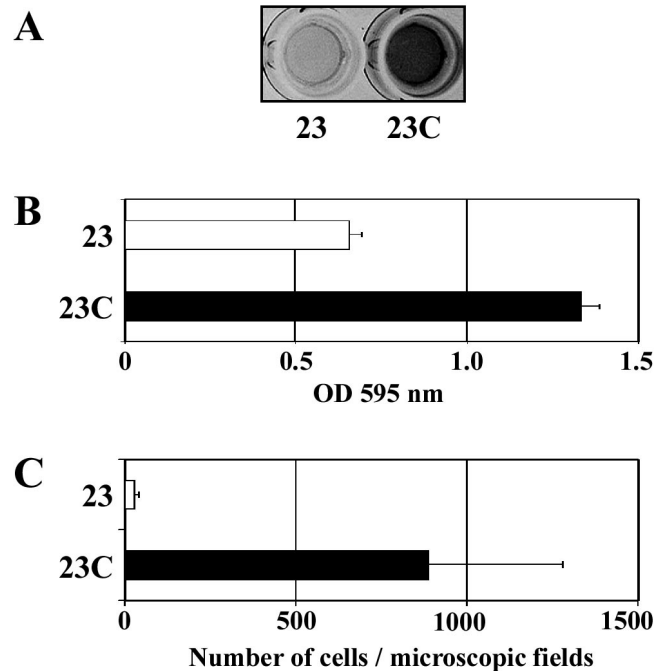 A
23 23C
B
23
23C
0 0.5 1.0 1.5
OD 595 nm
C
23
23C
0 500 1000 1500
Number of cells / microscopic fields